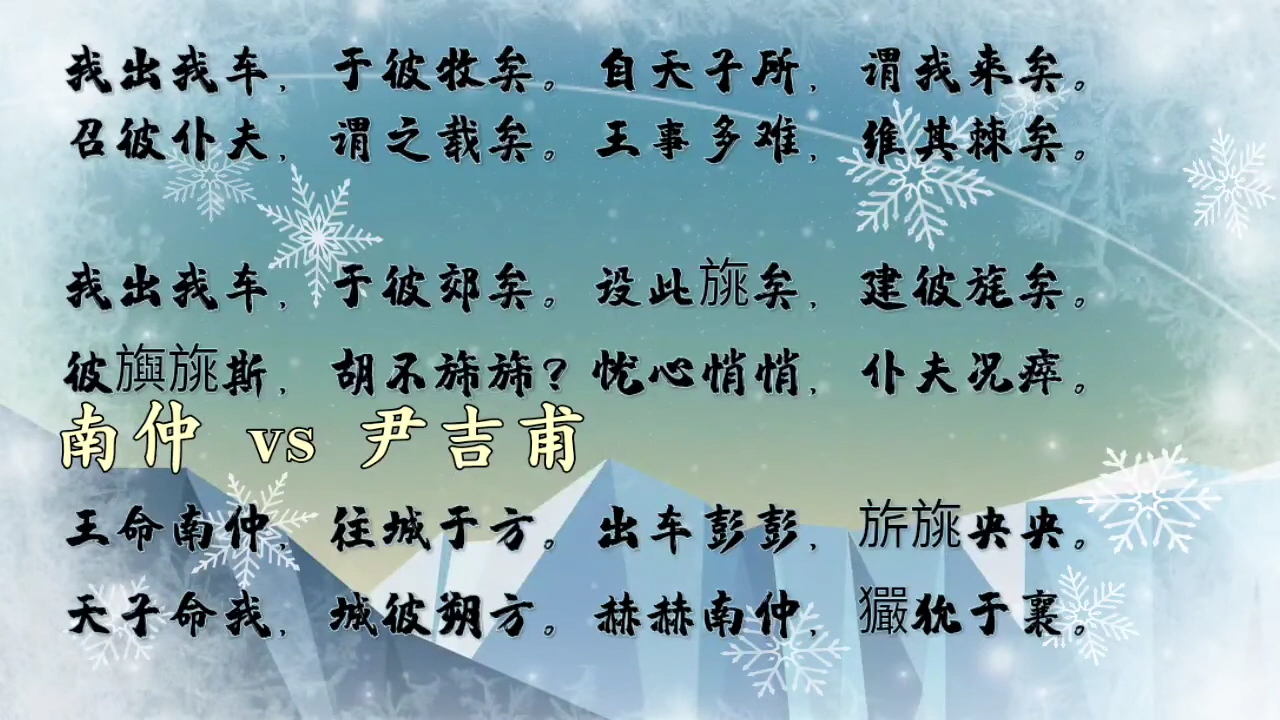 我出我车，于彼牧矣。自天子所，谓我来矣。
召彼仆夫，谓之载矣。王事多难，维其棘矣。
我出我车，于彼郊矣。设此旐矣，建彼旄矣。
彼旟旐斯，胡不旆旆？忧心悄悄，仆夫况瘁。
南仲 vs 尹吉甫
王命南仲，往城于方。出车彭彭，旂旐央央。
天子命我，城彼朔方。赫赫南仲，玁狁于襄。